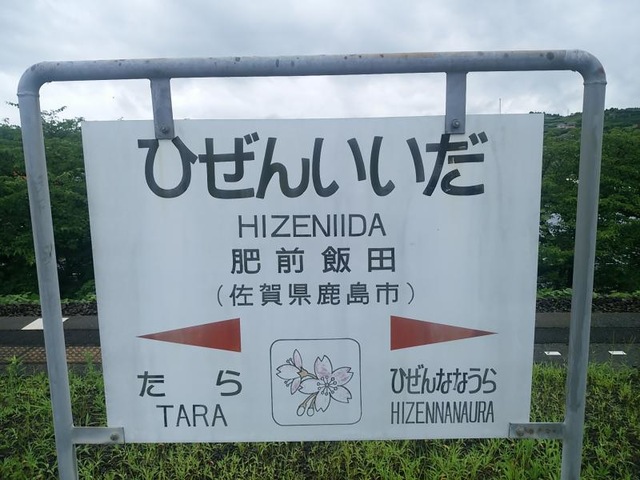 ひぜんいいだ
HIZENIIDA
肥前飯田
(佐賀県鹿島市)
たら
TARA
ひぜんななうら
HIZENNANAURA